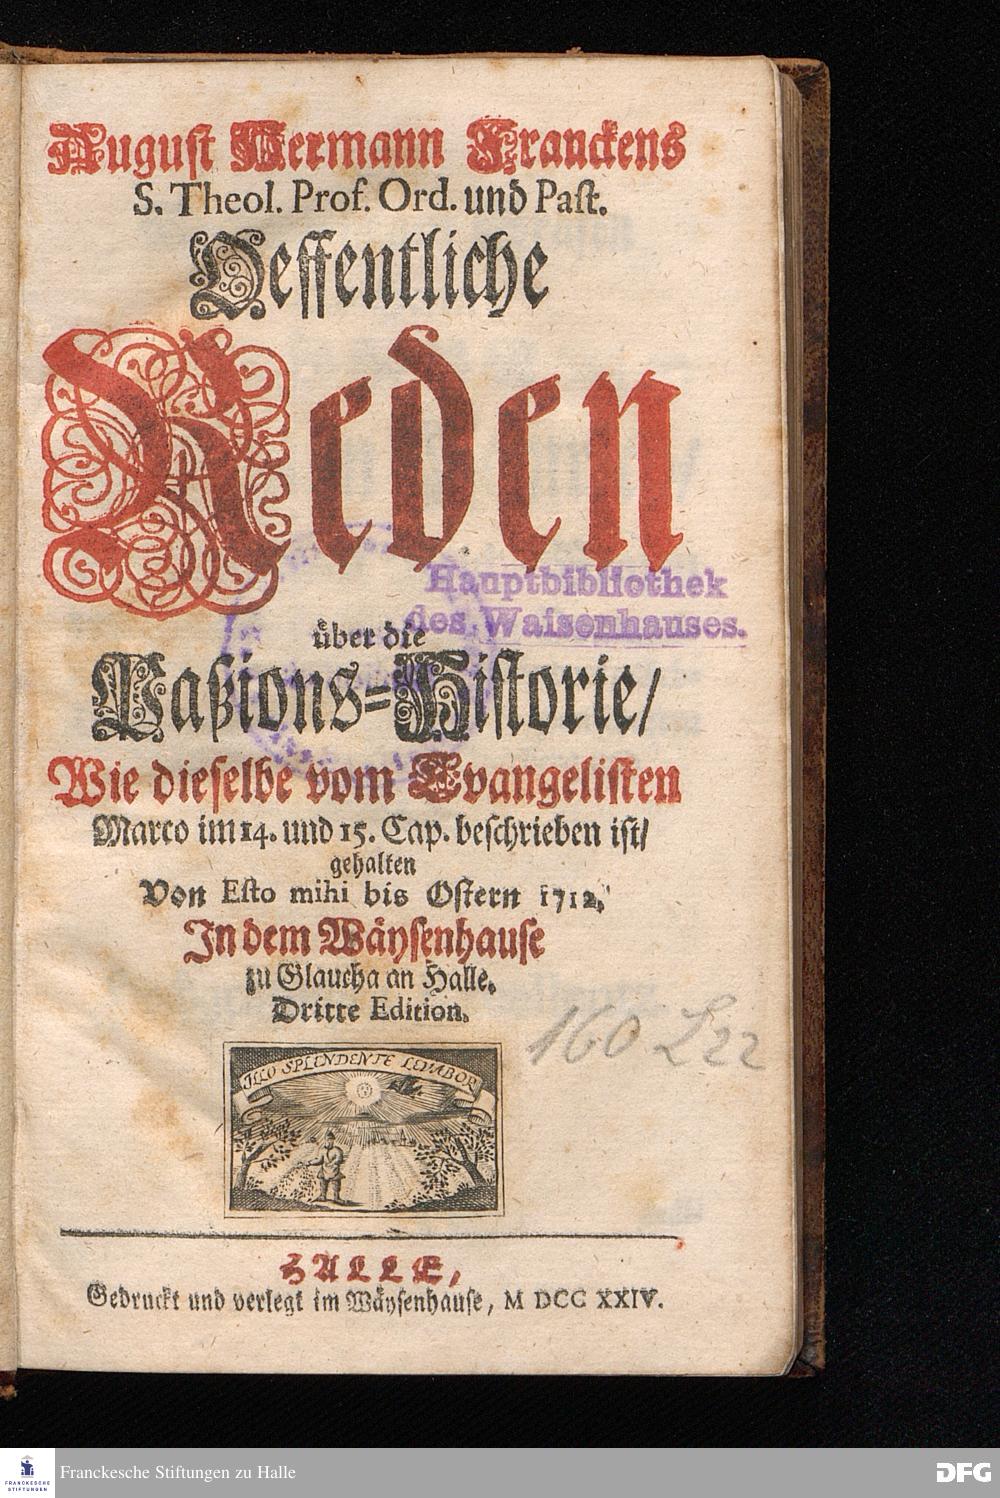 August Hermann Franckens
S. Theol. Prof. Ord. und Past.
Oeffentliche
Reden
Hauptbibliothek
des Waisenhauses.
über die
Paßions-Historie/
Wie dieselbe vom Evangelisten
Marco im 14. und 15. Cap. beschrieben ist/
gehalten
Von Esto mihi bis Ostern 1712.
In dem Wäysenhause
zu Glaucha an Halle.
Dritte Edition.
160 L 22
ILLO SPLENDENTE LEVABOR
HALLE,
Gedruckt und verlegt im Wäysenhause, M DCC XXIV.
FRANCKESCHE
STIFTUNGEN
Franckesche Stiftungen zu Halle
DFG